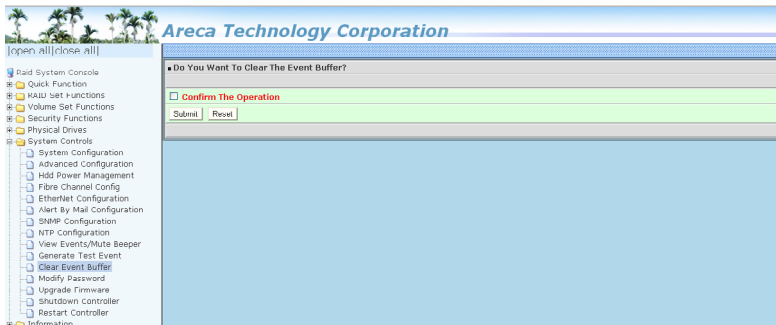 Areca Technology Corporation
|open all|close all|
Do You Want To Clear The Event Buffer?
Raid System Console
Quick Function
RAID Set Functions
Confirm The Operation
Volume Set Functions
Submit Reset
Security Functions
Physical Drives
System Controls
System Configuration
Advanced Configuration
Hdd Power Management
Fibre Channel Config
EtherNet Configuration
Alert By Mail Configuration
SNMP Configuration
NTP Configuration
View Events/Mute Beeper
Generate Test Event
Clear Event Buffer
Modify Password
Upgrade Firmware
Shutdown Controller
Restart Controller
Information